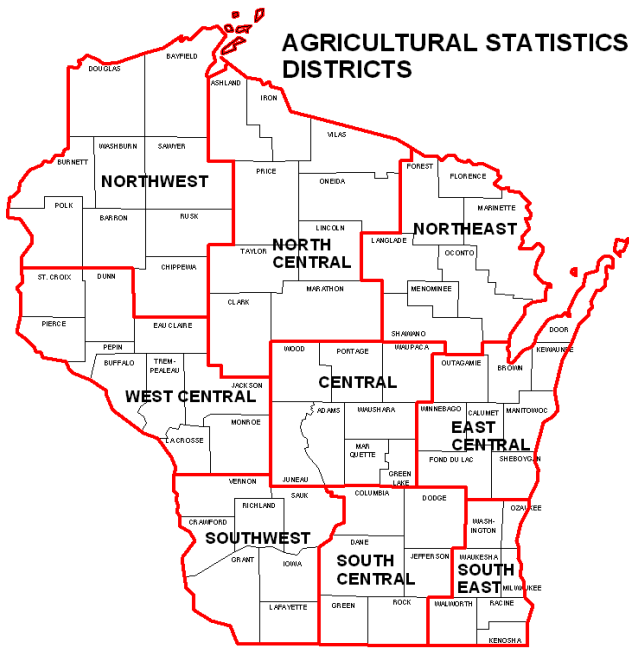 AGRICULTURAL STATISTICS
DISTRICTS
BAYFIELD
DOUGLAS
ASHLAND
IRON
VILAS
WASHBURN
SAWYER
BURNETT
FOREST
PRICE
FLORENCE
ONEIDA
NORTHWEST
POLK
MARINETTE
BARRON
RUSK
LINCOLN
NORTHEAST
LANGLADE
NORTH
CENTRAL
TAYLOR
OCONTO
CHIPPEWA
ST. CROIX
DUNN
MARATHON
MENOMINEE
CLARK
PIERCE
EAU CLAIRE
DOOR
SHAWANO
PEPIN
WOOD
PORTAGE
WAUPACA
KEWAUNEE
BUFFALO
TREM-
PEALEAU
OUTAGAMIE
BROWN
CENTRAL
JACKSON
WEST CENTRAL
ADAMS
WAUSHARA
WINNEBAGO
CALUMET
MANITOWOC
MONROE
EAST
CENTRAL
LACROSSE
MAR
QUETTE
FOND DU LAC
SHEBOYGAN
GREEN
LAKE
VERNON
JUNEAU
SAUK
COLUMBIA
DODGE
RICHLAND
OZAUKEE
CRAWFORD
WASH-
INGTON
SOUTHWEST
DANE
GRANT
IOWA
SOUTH
CENTRAL
JEFFERSON
WAUKESHA
SOUTH
EAST
MILWAUKEE
LAFAYETTE
GREEN
ROCK
WALWORTH
RACINE
KENOSHA